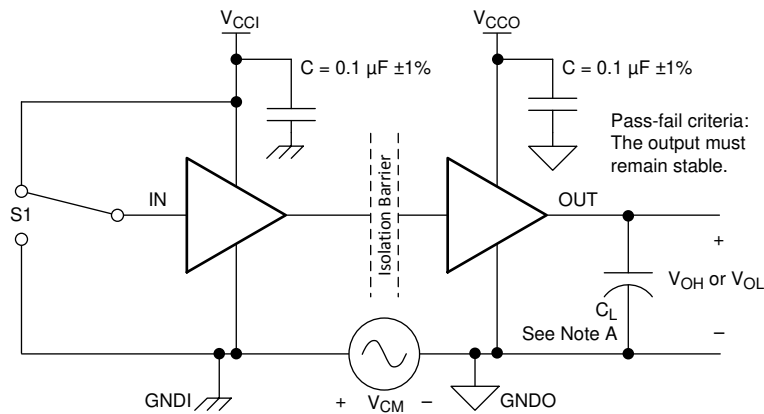 VCCI
VCCO
C = 0.1 µF ±1%
C = 0.1 µF ±1%
Pass-fail criteria:
The output must
remain stable.
S1
IN
Isolation Barrier
OUT
+
VOH or VOL
CL
See Note A
–
GNDI
+ VCM –
GNDO